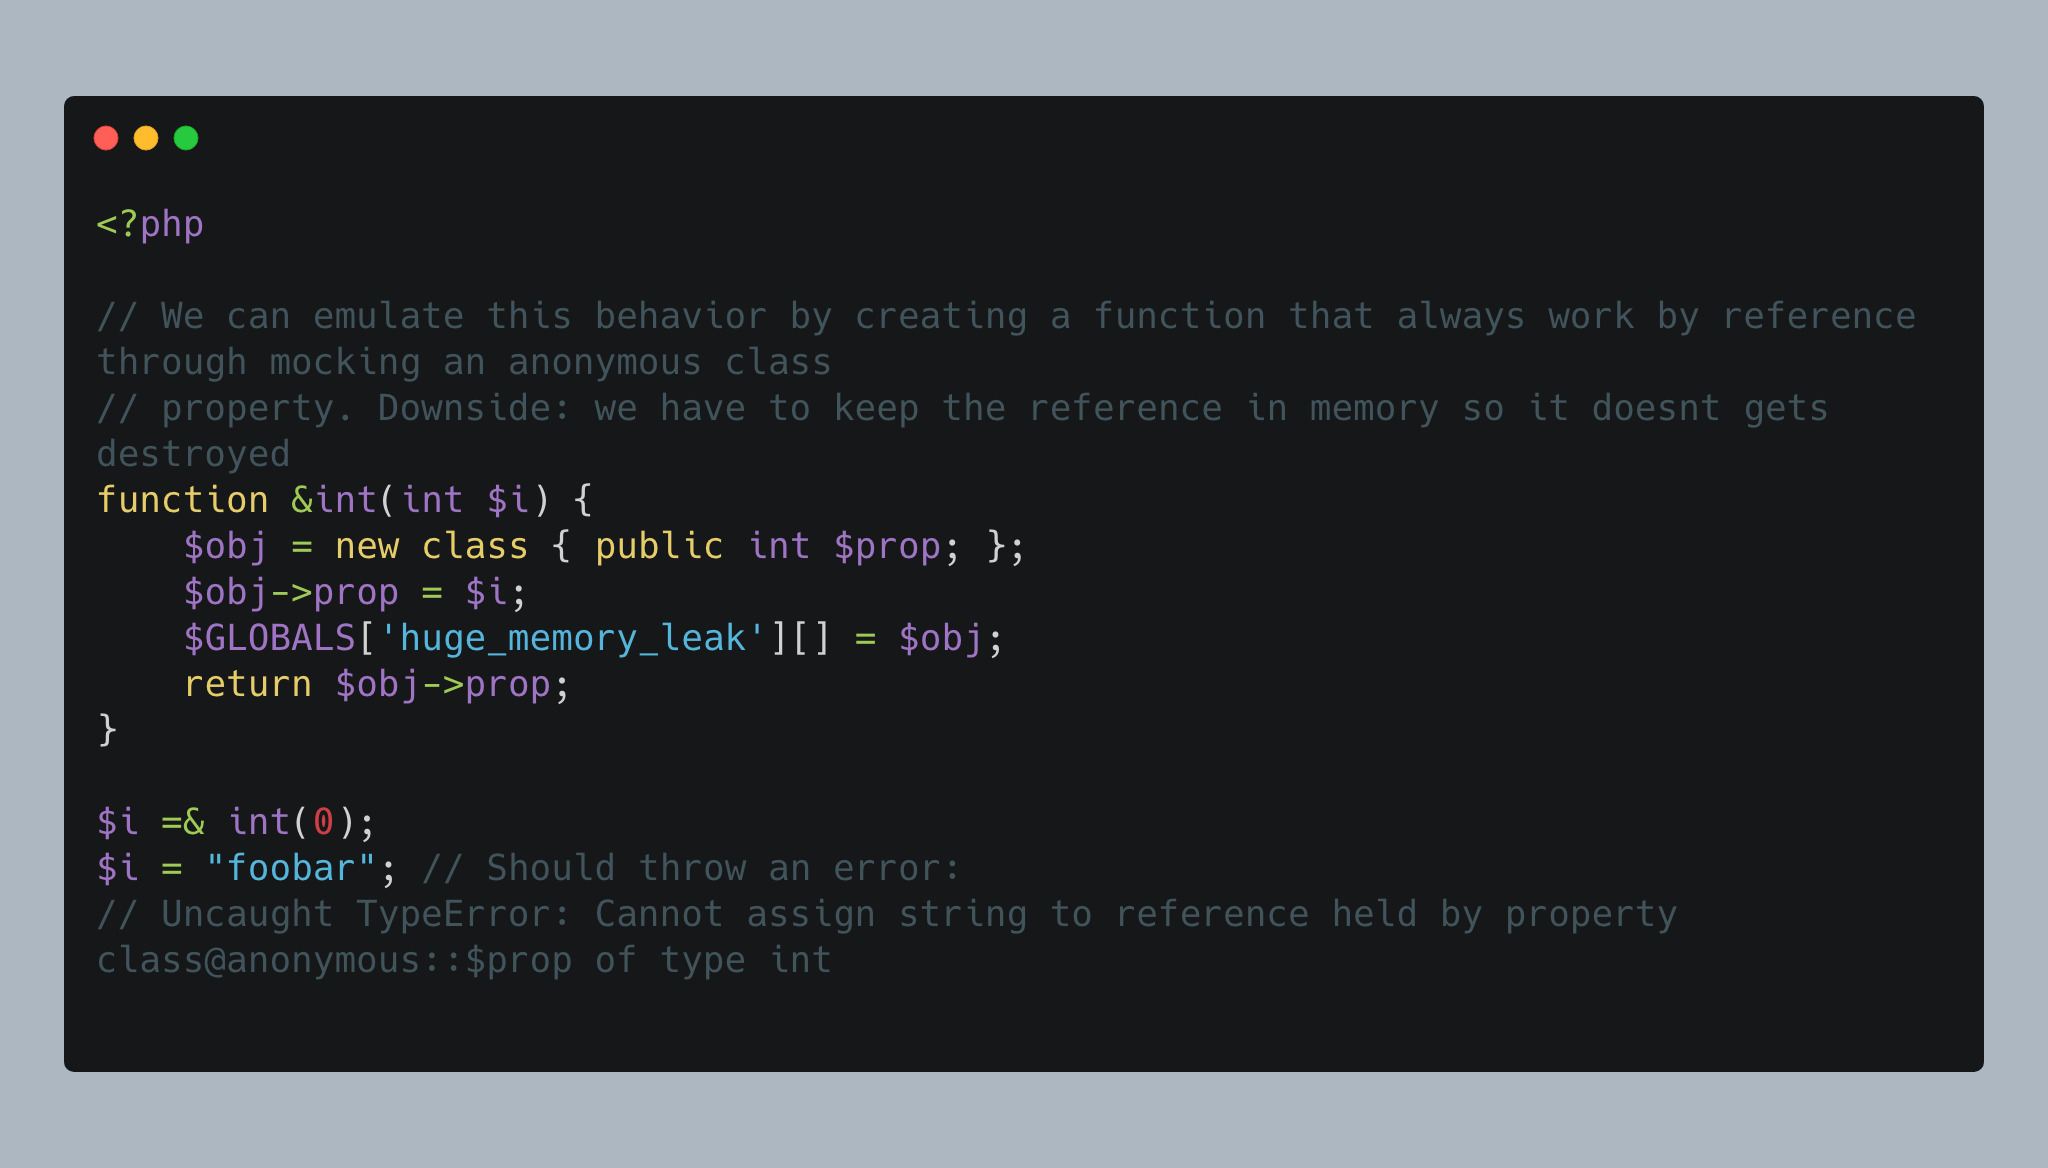 <?php

// We can emulate this behavior by creating a function that always work by reference
through mocking an anonymous class
// property. Downside: we have to keep the reference in memory so it doesnt gets
destroyed
function &int(int $i) {
    $obj = new class { public int $prop; };
    $obj->prop = $i;
    $GLOBALS['huge_memory_leak'][] = $obj;
    return $obj->prop;
}

$i =& int(0);
$i = "foobar"; // Should throw an error:
// Uncaught TypeError: Cannot assign string to reference held by property
class@anonymous::$prop of type int